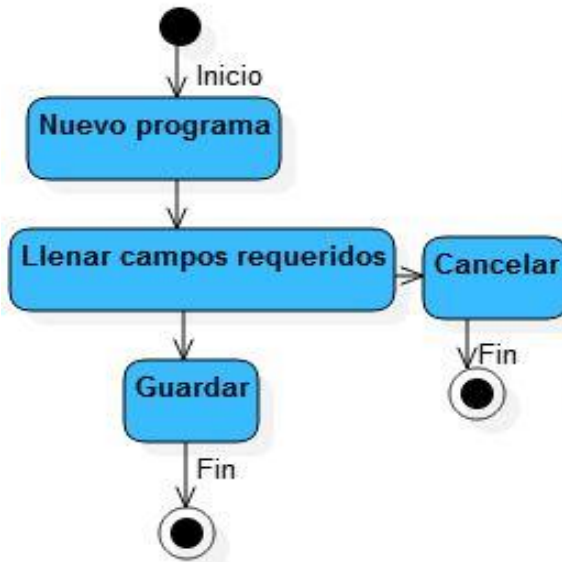 Inicio
Nuevo programa
Llenar campos requeridos
Cancelar
Fin
Guardar
Fin